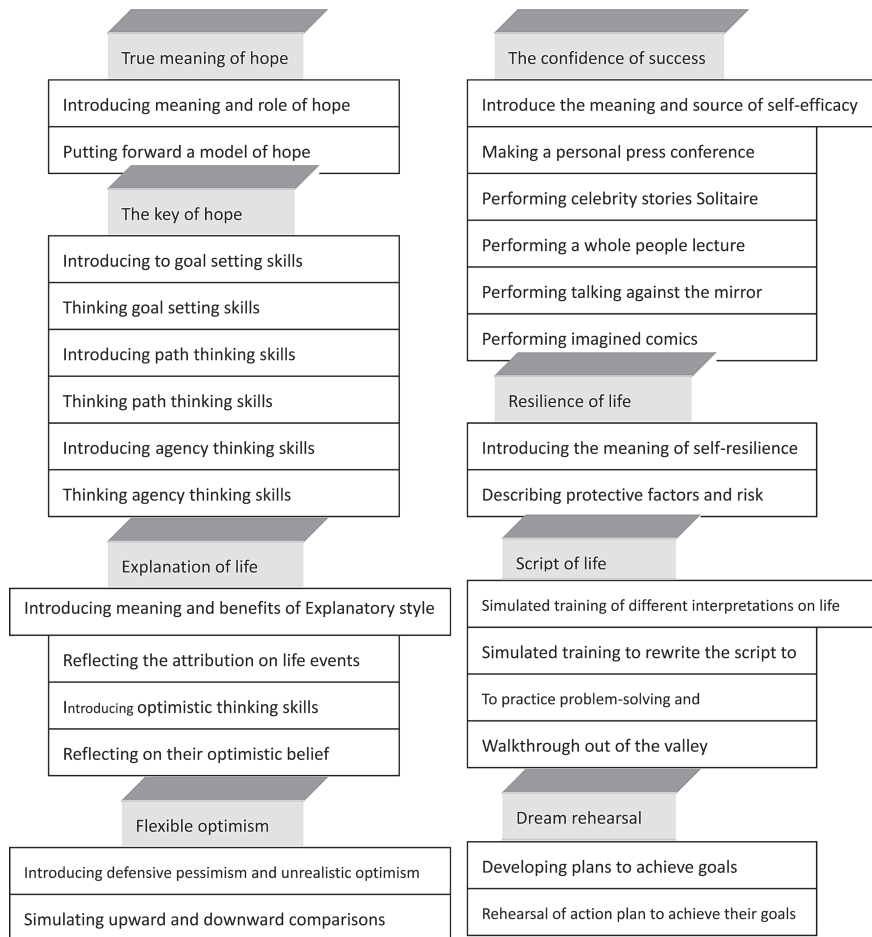 True meaning of hope
Introducing meaning and role of hope
Putting forward a model of hope
The key of hope
Introducing to goal setting skills
Thinking goal setting skills
Introducing path thinking skills
Thinking path thinking skills
Introducing agency thinking skills
Thinking agency thinking skills
Explanation of life
Introducing meaning and benefits of Explanatory style
Reflecting the attribution on life events
Introducing optimistic thinking skills
Reflecting on their optimistic belief
Flexible optimism
Introducing defensive pessimism and unrealistic optimism
Simulating upward and downward comparisons
The confidence of success
Introduce the meaning and source of self-efficacy
Making a personal press conference
Performing celebrity stories Solitaire
Performing a whole people lecture
Performing talking against the mirror
Performing imagined comics
Resilience of life
Introducing the meaning of self-resilience
Describing protective factors and risk
Script of life
Simulated training of different interpretations on life
Simulated training to rewrite the script to
To practice problem-solving and
Walkthrough out of the valley
Dream rehearsal
Developing plans to achieve goals
Rehearsal of action plan to achieve their goals